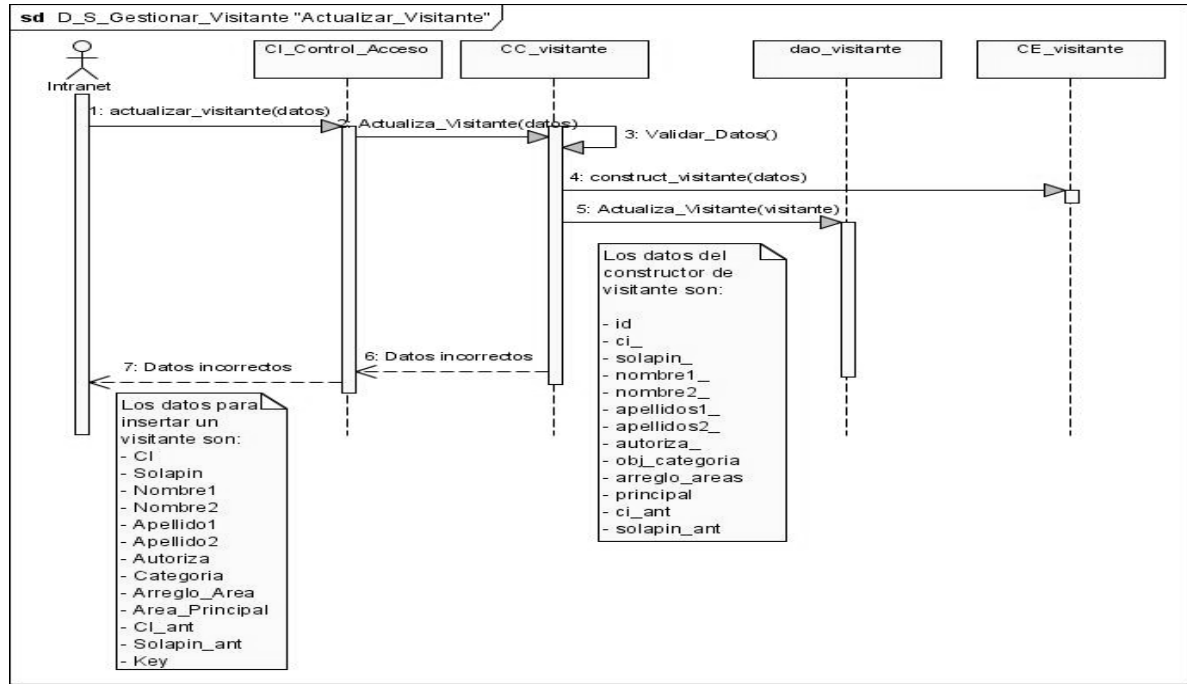 sd D_S_Gestionar_Visitante "Actualizar_Visitante"
CI_Control_Acceso
CC_visitante
dao_visitante
CE_visitante
Intranet
1: actualizar_visitante(datos)
2: Actualiza_Visitante(datos)
3: Validar_Datos()
4: construct_visitante(datos)
5: Actualiza_Visitante(visitante)
Los datos del
constructor de
visitante son:
- id
- ci_
- solapin_
- nombre1_
- nombre2_
- apellidos1_
- apellidos2_
- autoriza_
- obj_categoria
- arreglo_areas
- principal
- ci_ant
- solapin_ant
6: Datos incorrectos
7: Datos incorrectos
Los datos para
insertar un
visitante son:
- CI
- Solapin
- Nombre1
- Nombre2
- Apellido1
- Apellido2
- Autoriza
- Categoria
- Arreglo_Area
- Area_Principal
- CI_ant
- Solapin_ant
- Key